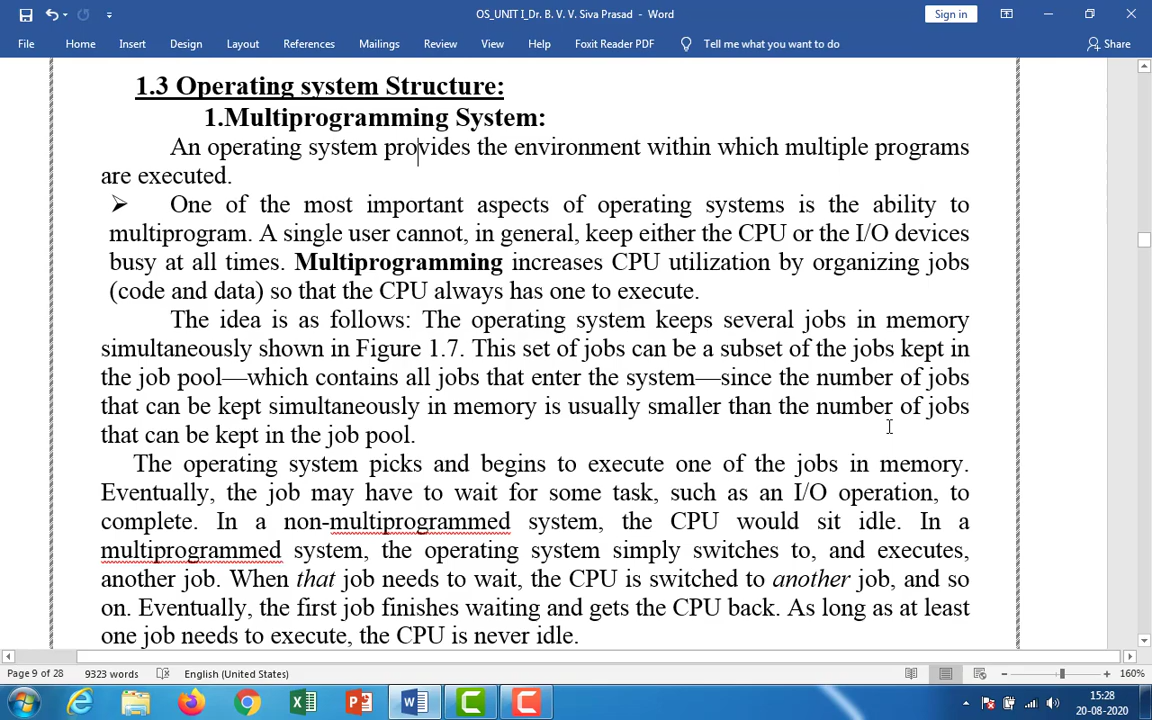 OS_UNIT I_Dr. B. V. V. Siva Prasad - Word
Sign in
File Home Insert Design Layout References Mailings Review View Help Foxit Reader PDF Tell me what you want to do Share
1.3 Operating system Structure:
1.Multiprogramming System:
An operating system provides the environment within which multiple programs
are executed.
➢ One of the most important aspects of operating systems is the ability to
multiprogram. A single user cannot, in general, keep either the CPU or the I/O devices
busy at all times. Multiprogramming increases CPU utilization by organizing jobs
(code and data) so that the CPU always has one to execute.
The idea is as follows: The operating system keeps several jobs in memory
simultaneously shown in Figure 1.7. This set of jobs can be a subset of the jobs kept in
the job pool—which contains all jobs that enter the system—since the number of jobs
that can be kept simultaneously in memory is usually smaller than the number of jobs
that can be kept in the job pool.
The operating system picks and begins to execute one of the jobs in memory.
Eventually, the job may have to wait for some task, such as an I/O operation, to
complete. In a non-multiprogrammed system, the CPU would sit idle. In a
multiprogrammed system, the operating system simply switches to, and executes,
another job. When that job needs to wait, the CPU is switched to another job, and so
on. Eventually, the first job finishes waiting and gets the CPU back. As long as at least
one job needs to execute, the CPU is never idle.
Page 9 of 28 9323 words English (United States) 160%
15:28
20-08-2020